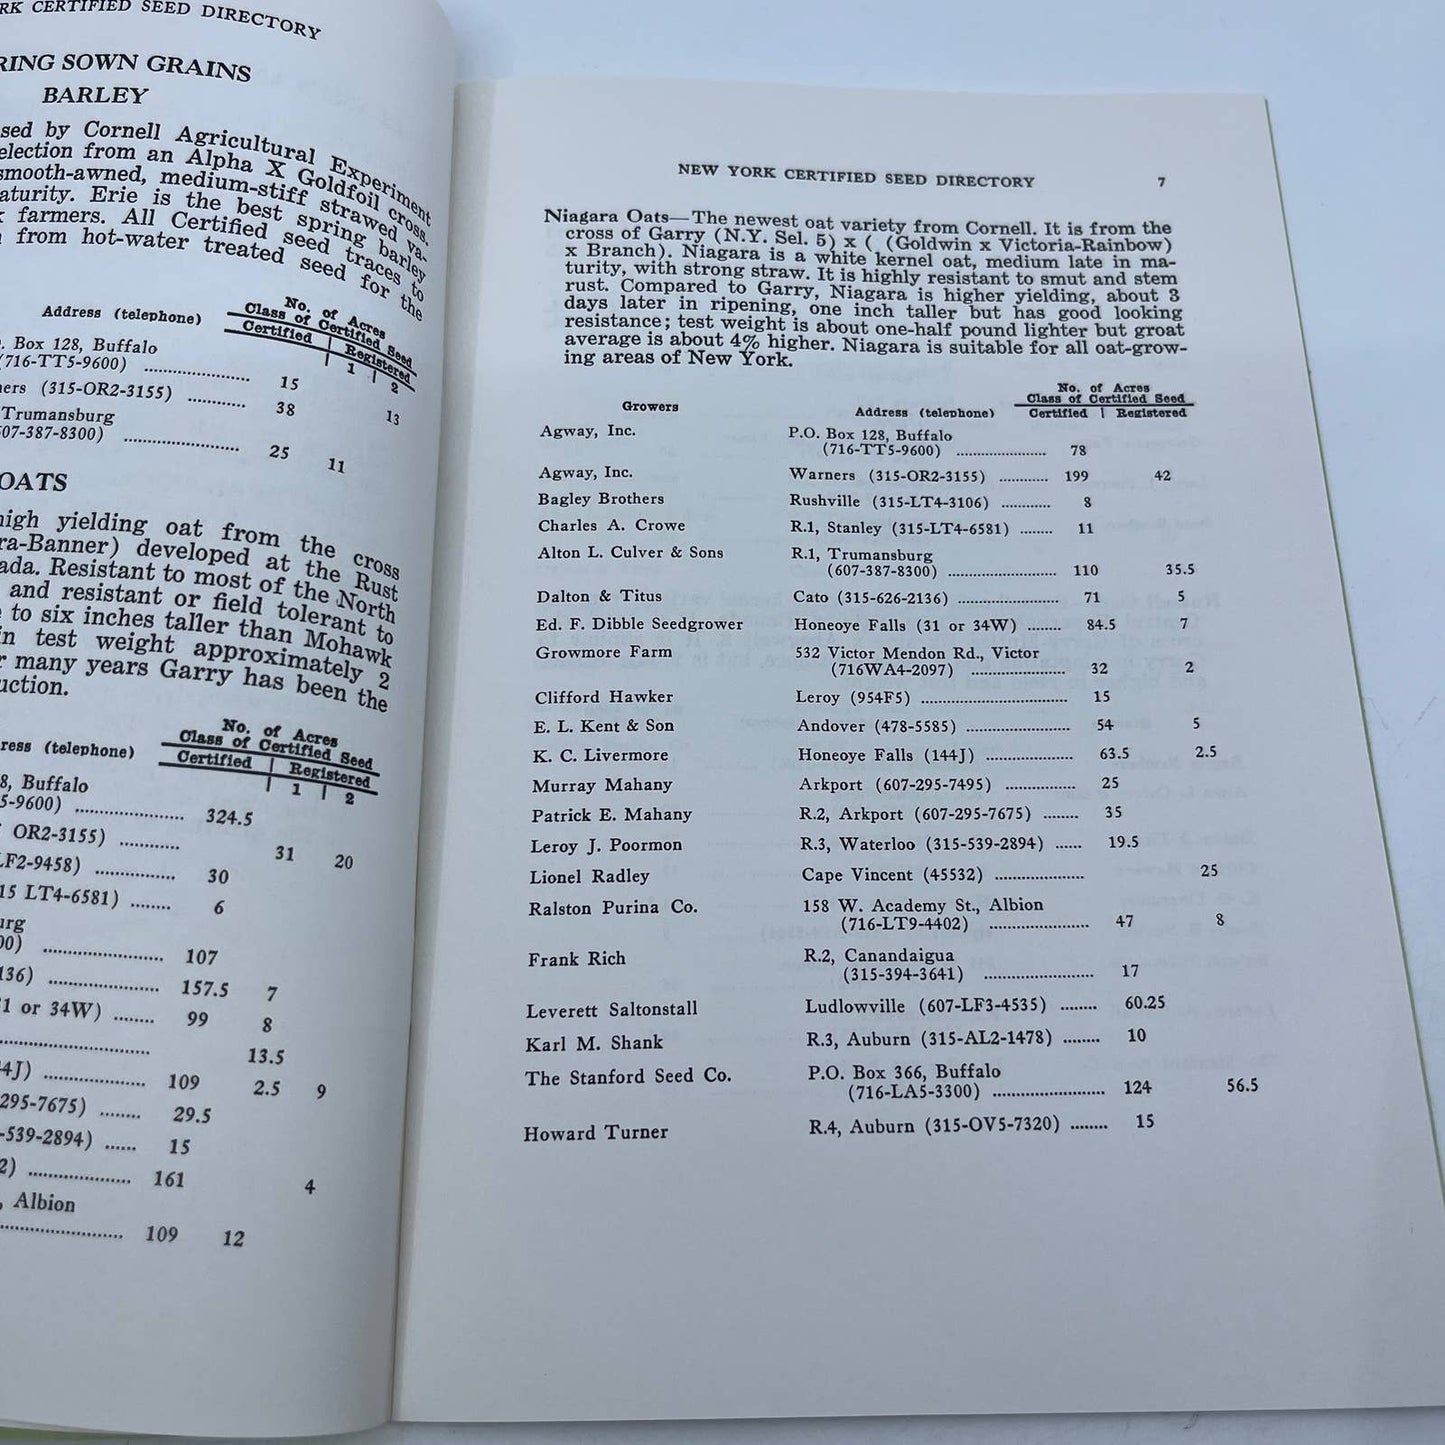 RK CERTIFIED SEED DIRECTORY
RING SOWN GRAINS
BARLEY
sed by Cornell Agricultural Experiment
election from an Alpha X Goldfoil cross.
smooth-awned, medium-stiff strawed va-
aturity. Erie is the best spring barley
farmers. All Certified seed traces to
from hot-water treated seed for the
No. of Acres
Address (telephone) Class of Certified Seed
Certified | Registered
| 1 | 2
Box 128, Buffalo
(716-TT5-9600) .................... 15
ners (315-OR2-3155) ............ 38 13
Trumansburg
607-387-8300) .................... 25 11
OATS
high yielding oat from the cross
ra-Banner) developed at the Rust
ada. Resistant to most of the North
and resistant or field tolerant to
to six inches taller than Mohawk
in test weight approximately 2
r many years Garry has been the
uction.
No. of Acres
ress (telephone) Class of Certified Seed
Certified | Registered
| 1 | 2
8, Buffalo
5-9600) .................... 324.5
OR2-3155) ............ 31 20
LF2-9458) ................ 30
15 LT4-6581) ........ 6
urg
00) ........................ 107
136) ........................ 157.5 7
1 or 34W) ........ 99 8
........................ 13.5
4J) .................... 109 2.5 9
295-7675) ........ 29.5
-539-2894) ...... 15
2) .................... 161 4
, Albion
........................ 109 12
NEW YORK CERTIFIED SEED DIRECTORY 7
Niagara Oats—The newest oat variety from Cornell. It is from the
cross of Garry (N.Y. Sel. 5) x ( (Goldwin x Victoria-Rainbow)
x Branch). Niagara is a white kernel oat, medium late in ma-
turity, with strong straw. It is highly resistant to smut and stem
rust. Compared to Garry, Niagara is higher yielding, about 3
days later in ripening, one inch taller but has good looking
resistance; test weight is about one-half pound lighter but groat
average is about 4% higher. Niagara is suitable for all oat-grow-
ing areas of New York.
No. of Acres
Class of Certified Seed
Growers Address (telephone) Certified | Registered
Agway, Inc. P.O. Box 128, Buffalo
(716-TT5-9600) ...................... 78
Agway, Inc. Warners (315-OR2-3155) ............ 199 42
Bagley Brothers Rushville (315-LT4-3106) ............ 8
Charles A. Crowe R.1, Stanley (315-LT4-6581) ........ 11
Alton L. Culver & Sons R.1, Trumansburg
(607-387-8300) .......................... 110 35.5
Dalton & Titus Cato (315-626-2136) ........................ 71 5
Ed. F. Dibble Seedgrower Honeoye Falls (31 or 34W) ........ 84.5 7
Growmore Farm 532 Victor Mendon Rd., Victor
(716WA4-2097) ...................... 32 2
Clifford Hawker Leroy (954F5) .................................. 15
E. L. Kent & Son Andover (478-5585) ........................ 54 5
K. C. Livermore Honeoye Falls (144J) .................... 63.5 2.5
Murray Mahany Arkport (607-295-7495) ................ 25
Patrick E. Mahany R.2, Arkport (607-295-7675) ........ 35
Leroy J. Poormon R.3, Waterloo (315-539-2894) ...... 19.5
Lionel Radley Cape Vincent (45532) .................... 25
Ralston Purina Co. 158 W. Academy St., Albion
(716-LT9-4402) ...................... 47 8
Frank Rich R.2, Canandaigua
(315-394-3641) ........................ 17
Leverett Saltonstall Ludlowville (607-LF3-4535) ........ 60.25
Karl M. Shank R.3, Auburn (315-AL2-1478) ........ 10
The Stanford Seed Co. P.O. Box 366, Buffalo
(716-LA5-3300) ........................ 124 56.5
Howard Turner R.4, Auburn (315-OV5-7320) ........ 15